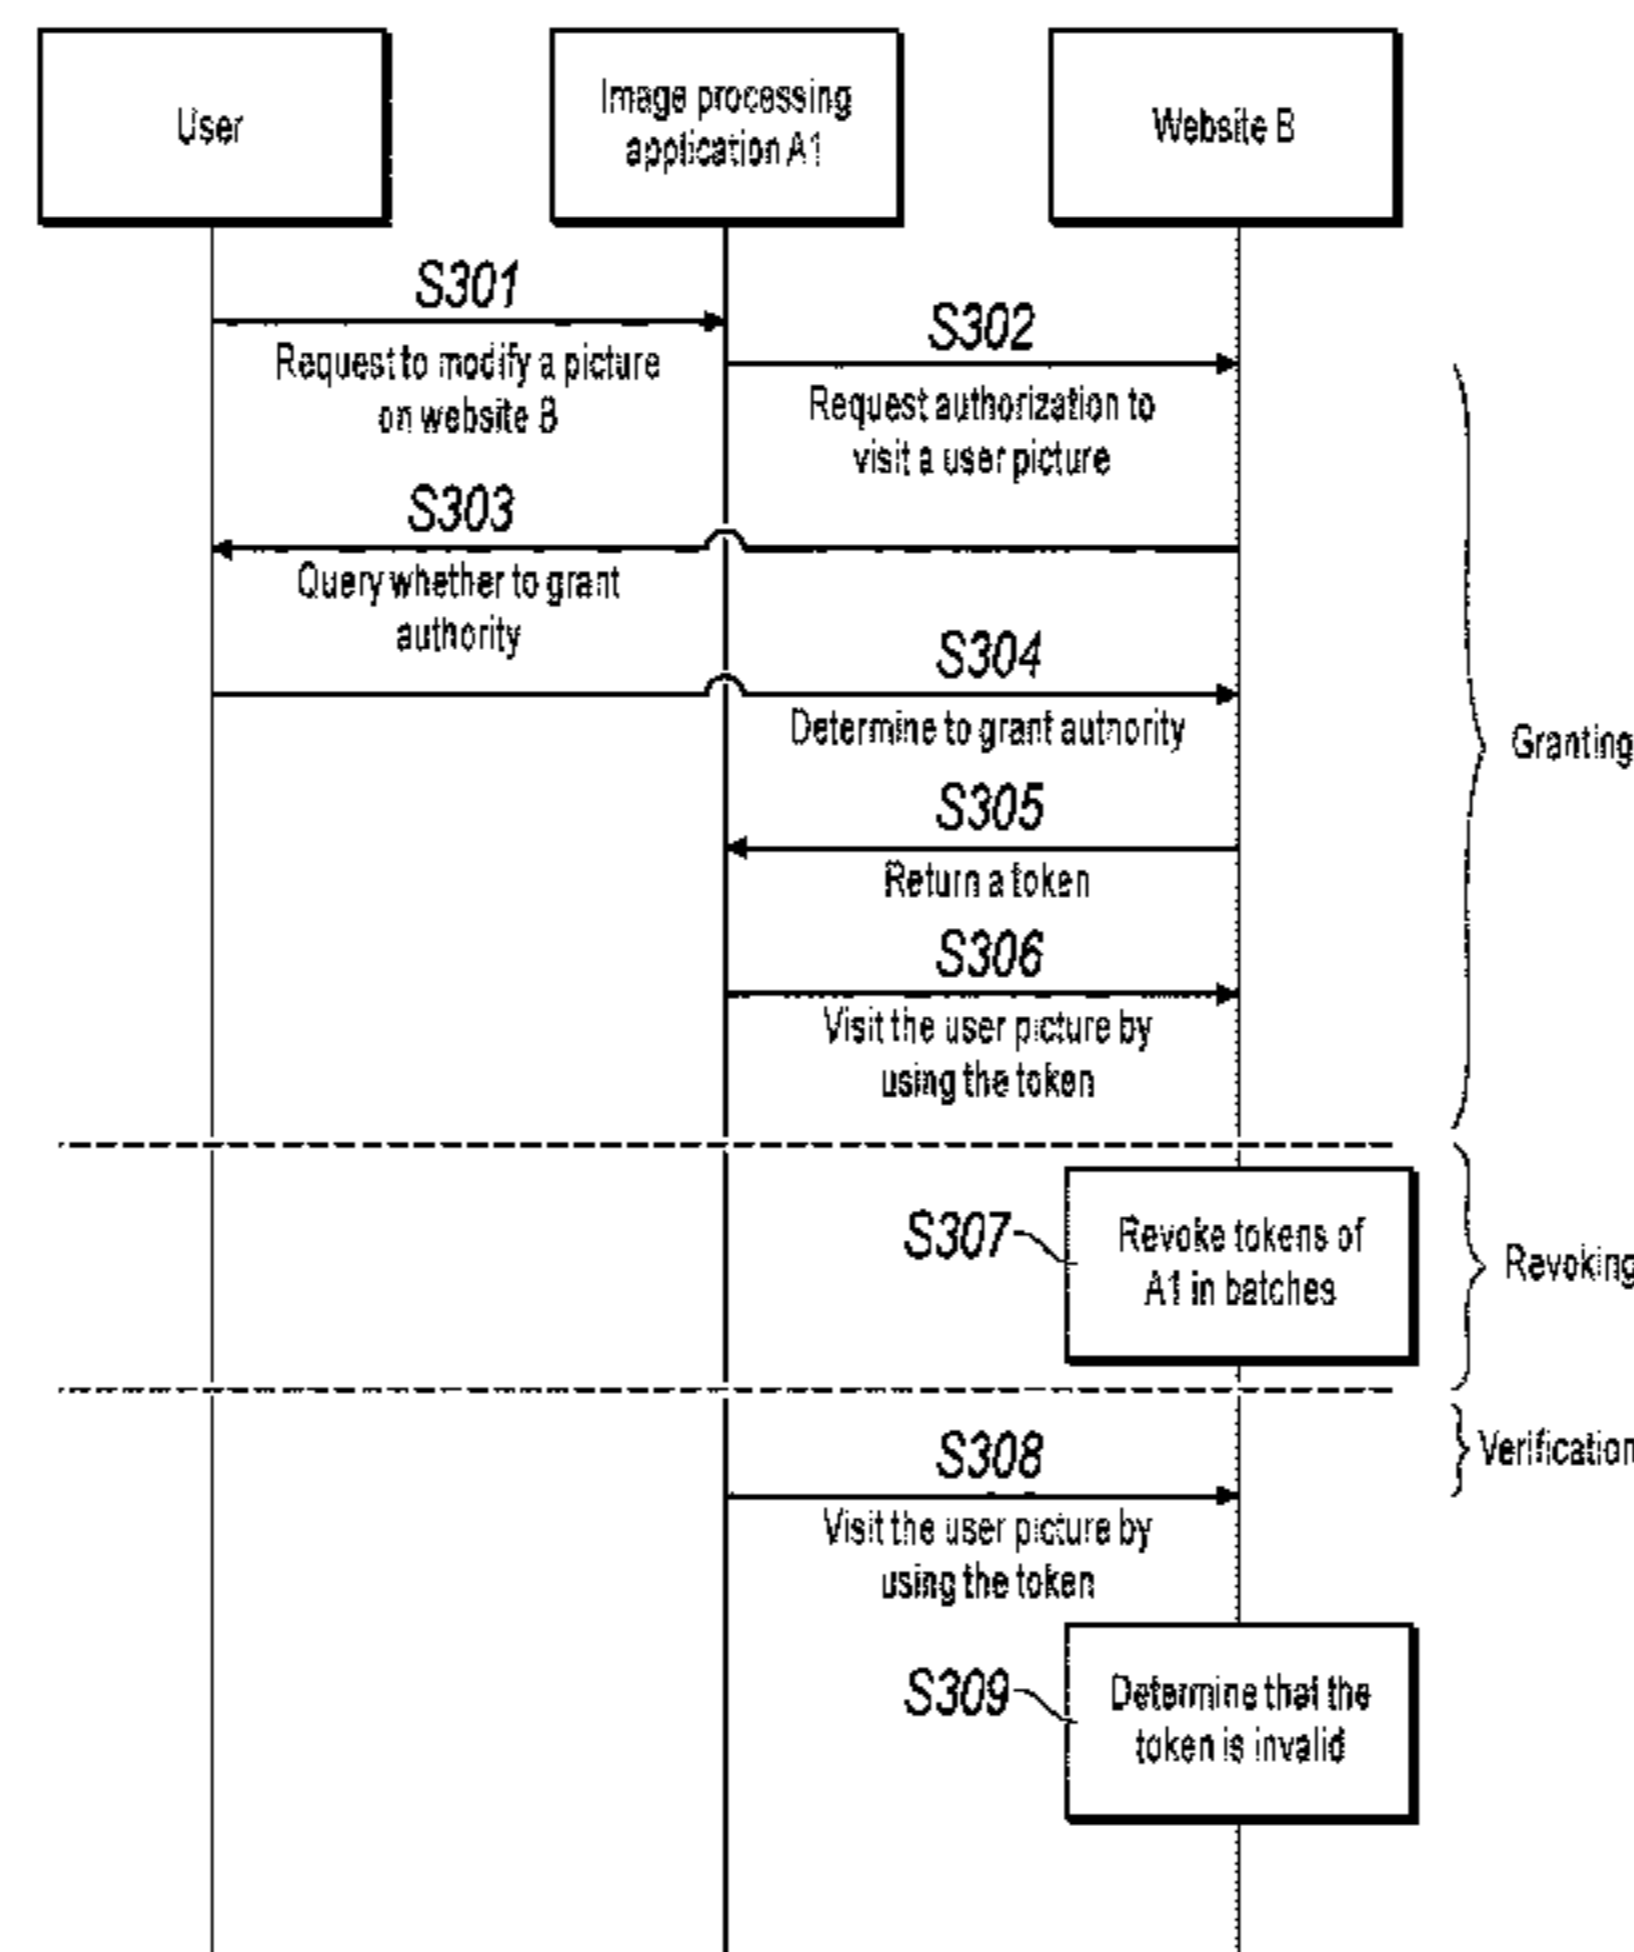 User
Image processing
application A1
Website B
S301
Request to modify a picture
on website B
S302
Request authorization to
visit a user picture
S303
Query whether to grant
authority
S304
Determine to grant authority
Granting
S305
Return a token
S306
Visit the user picture by
using the token
S307
Revoke tokens of
A1 in batches
Revoking
S308
Verification
Visit the user picture by
using the token
S309
Determine that the
token is invalid